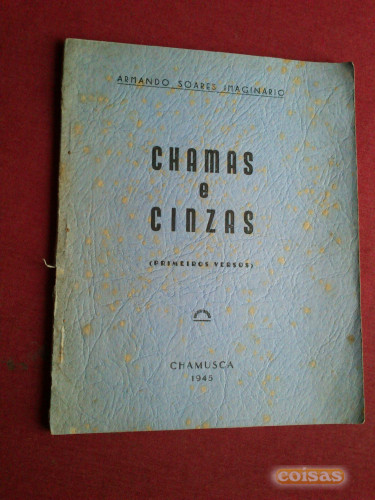 ARMANDO SOARES IMAGINARIO
CHAMAS
e
CINZAS
(PRIMEIROS VERSOS)
CHAMUSCA
1945
coisas